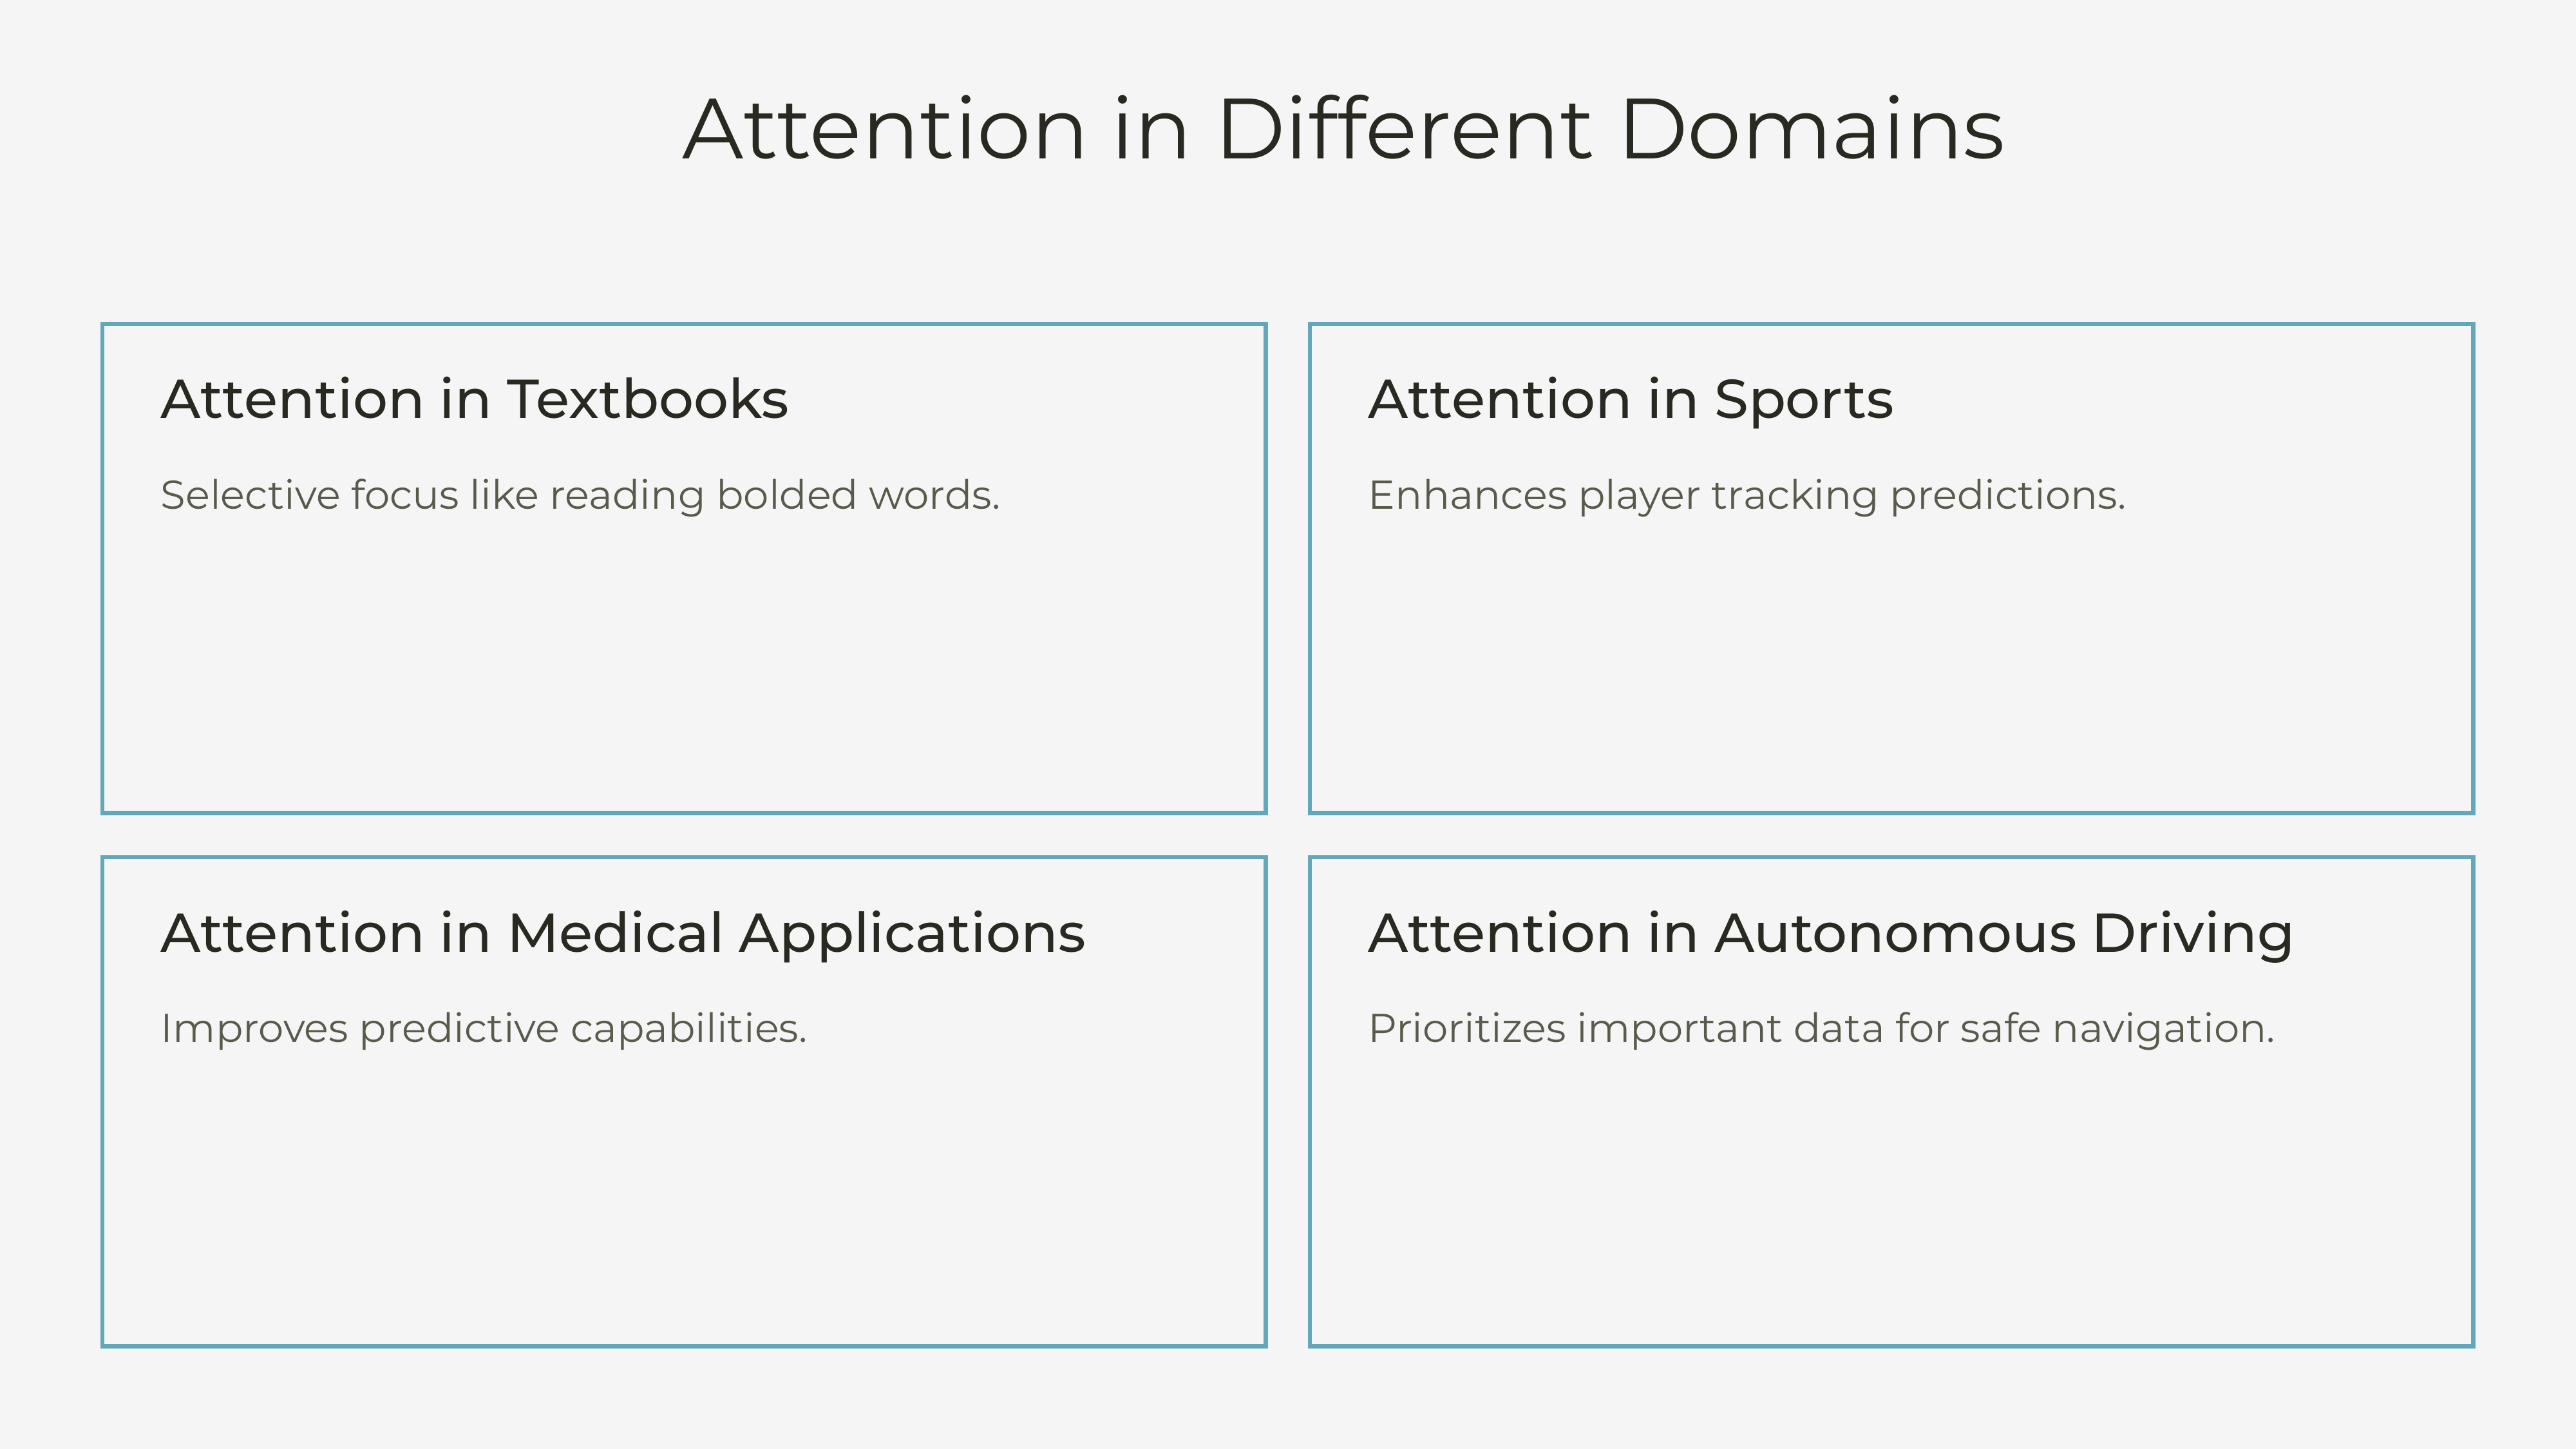 Attention in Different Domains
Attention in Textbooks
Selective focus like reading bolded words.
Attention in Sports
Enhances player tracking predictions.
Attention in Medical Applications
Improves predictive capabilities.
Attention in Autonomous Driving
Prioritizes important data for safe navigation.